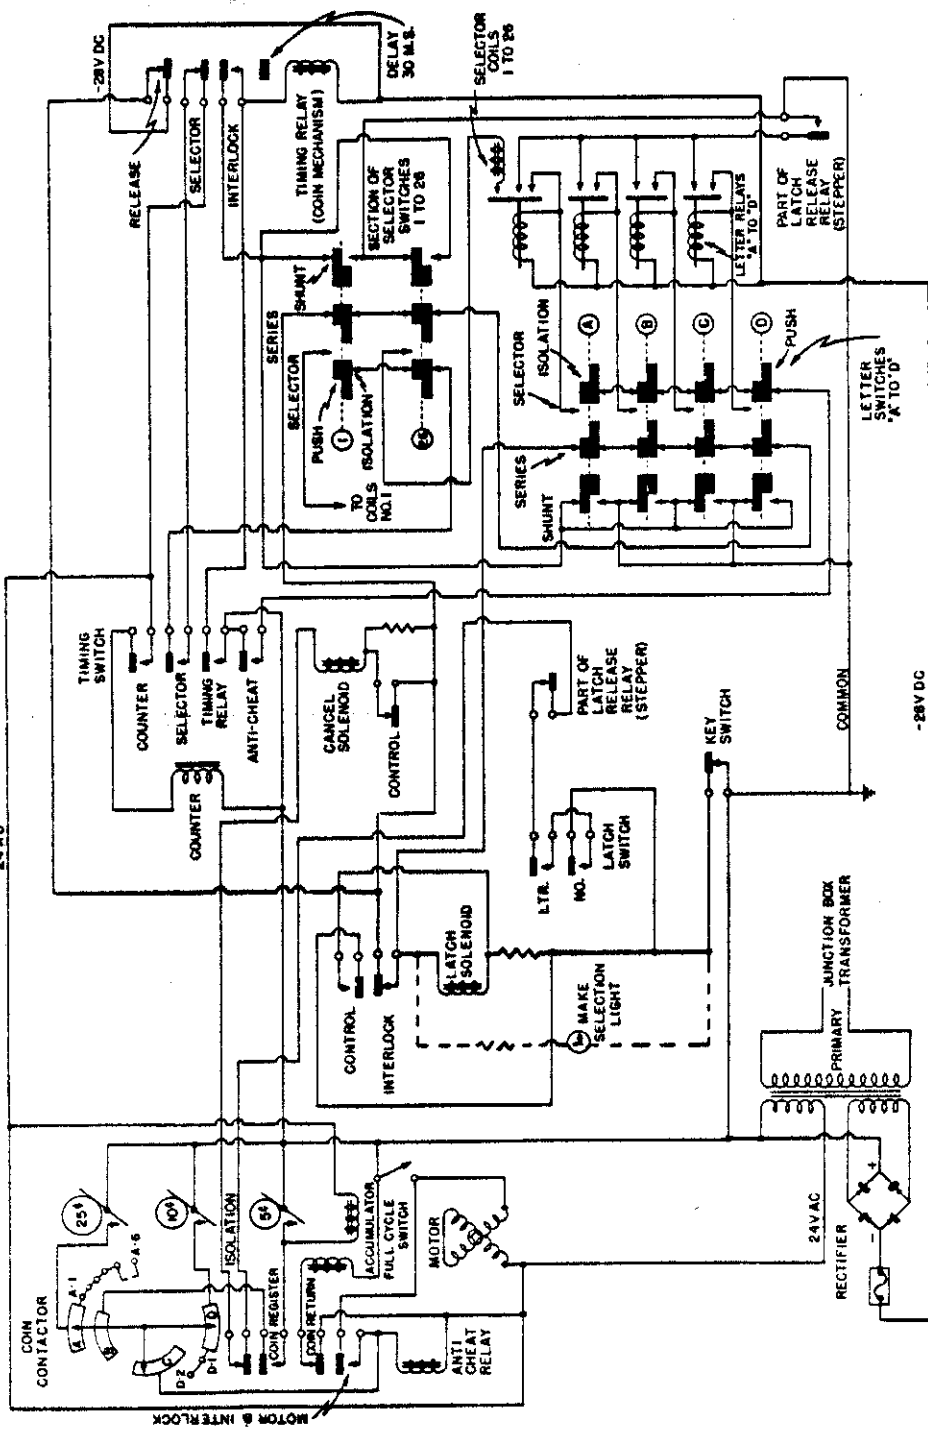 -28V DC
DELAY
30 M.S.
RELEASE
SELECTOR
INTERLOCK
TIMING RELAY
(COIN MECHANISM)
SECTION OF
SELECTOR
SWITCHES
1 TO 26
SELECTOR
COILS
1 TO 26
SHUNT
SERIES
SELECTOR
PUSH
ISOLATION
1
26
TO
COILS
NO. 1
PART OF
LATCH
RELEASE
RELAY
(STEPPER)
LETTER RELAYS
"A" TO "D"
SELECTOR
ISOLATION
A
B
C
D
PUSH
SERIES
SHUNT
LETTER
SWITCHES
"A" TO "D"
TIMING
SWITCH
COUNTER
SELECTOR
TIMING
RELAY
ANTI-CHEAT
COUNTER
CANCEL
SOLENOID
CONTROL
PART OF
LATCH
RELEASE
RELAY
(STEPPER)
KEY
SWITCH
COMMON
-28V DC
LTR.
NO.
LATCH
SWITCH
CONTROL
INTERLOCK
LATCH
SOLENOID
MAKE
SELECTION
LIGHT
JUNCTION BOX
TRANSFORMER
PRIMARY
24VAC
RECTIFIER
+
-
COIN
CONTACTOR
25¢
10¢
5¢
A-1
A-6
A
B
C
D
D-2
D-1
ISOLATION
COIN REGISTER
COIN RETURN
ACCUMULATOR
FULL CYCLE
SWITCH
MOTOR
ANTI
CHEAT
RELAY
MOTOR & INTERLOCK